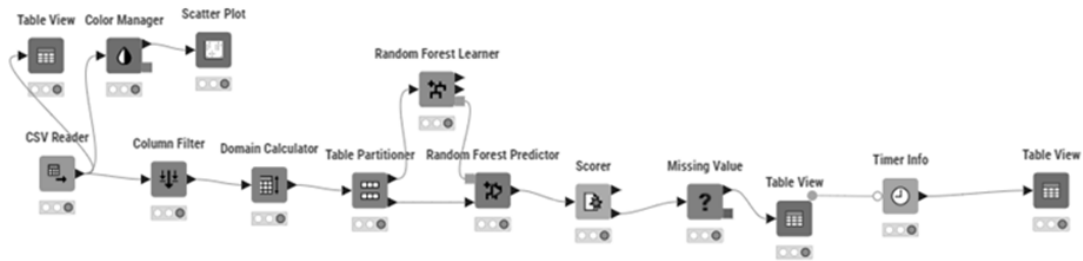 Table View
Color Manager
Scatter Plot
Random Forest Learner
CSV Reader
Column Filter
Domain Calculator
Table Partitioner
Random Forest Predictor
Scorer
Missing Value
Table View
Timer Info
Table View
?